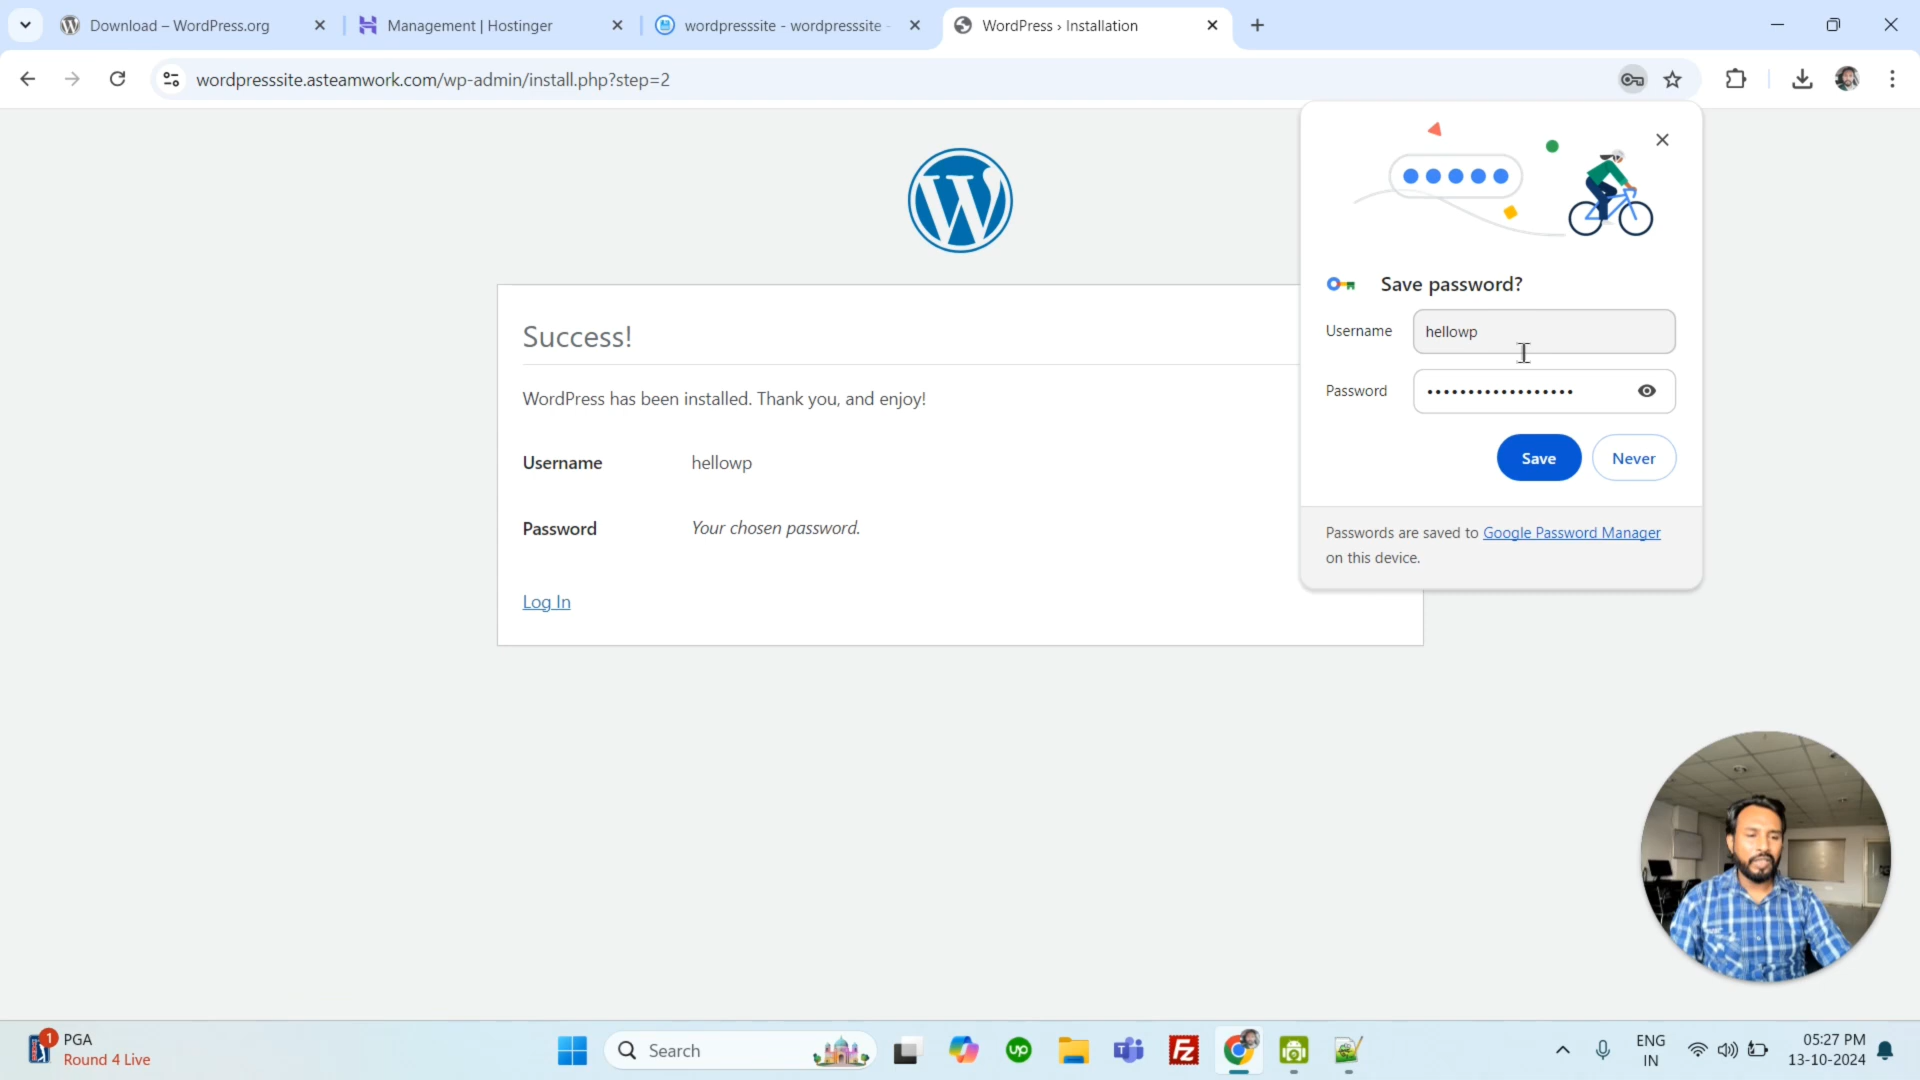 Download – WordPress.org
Management | Hostinger
wordpresssite - wordpresssite -
WordPress › Installation
wordpresssite.asteamwork.com/wp-admin/install.php?step=2
Success!
WordPress has been installed. Thank you, and enjoy!
Username hellowp
Password Your chosen password.
Log In
Save password?
Username hellowp
Password ••••••••••••••••••
Save Never
Passwords are saved to Google Password Manager
on this device.
1
PGA
Round 4 Live
Search
up
Fz
ENG
IN
05:27 PM
13-10-2024